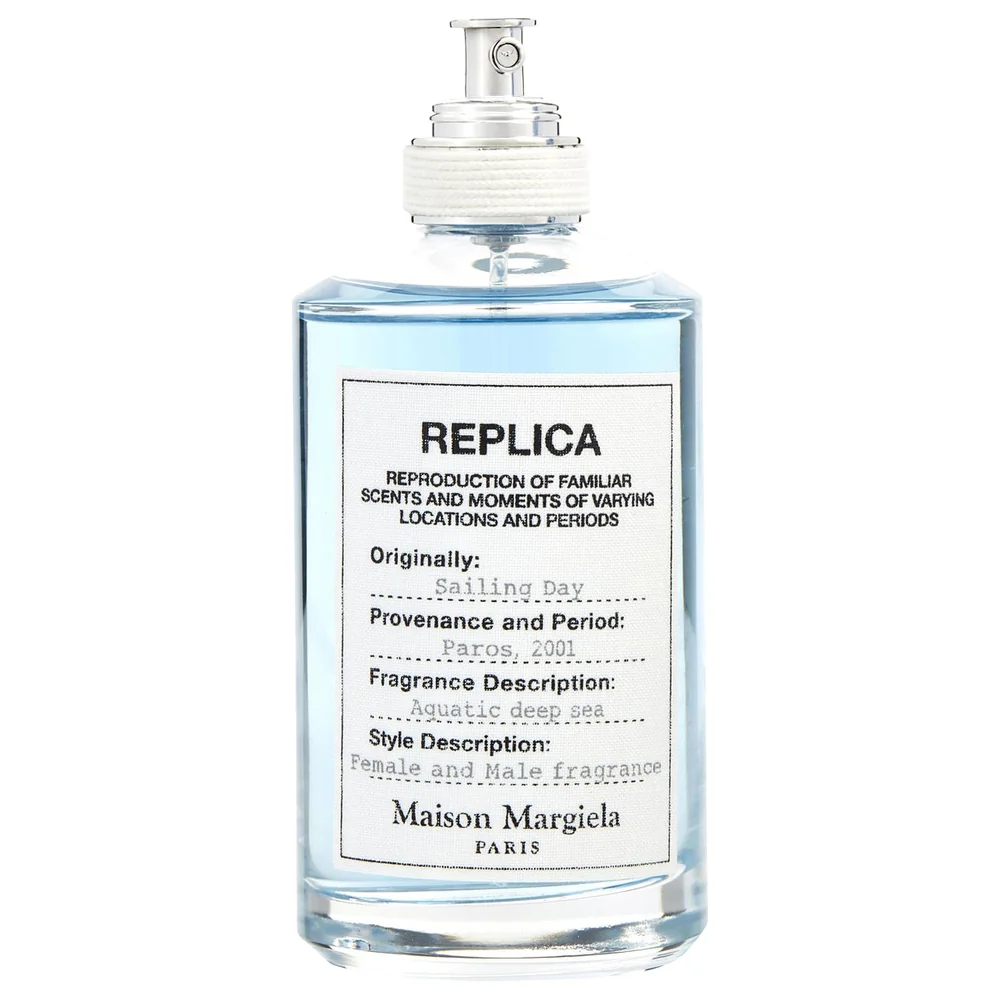 REPLICA
REPRODUCTION OF FAMILIAR
SCENTS AND MOMENTS OF VARYING
LOCATIONS AND PERIODS
Originally:
Sailing Day
Provenance and Period:
Paros, 2001
Fragrance Description:
Aquatic deep sea
Style Description:
Female and Male fragrance
Maison Margiela
PARIS